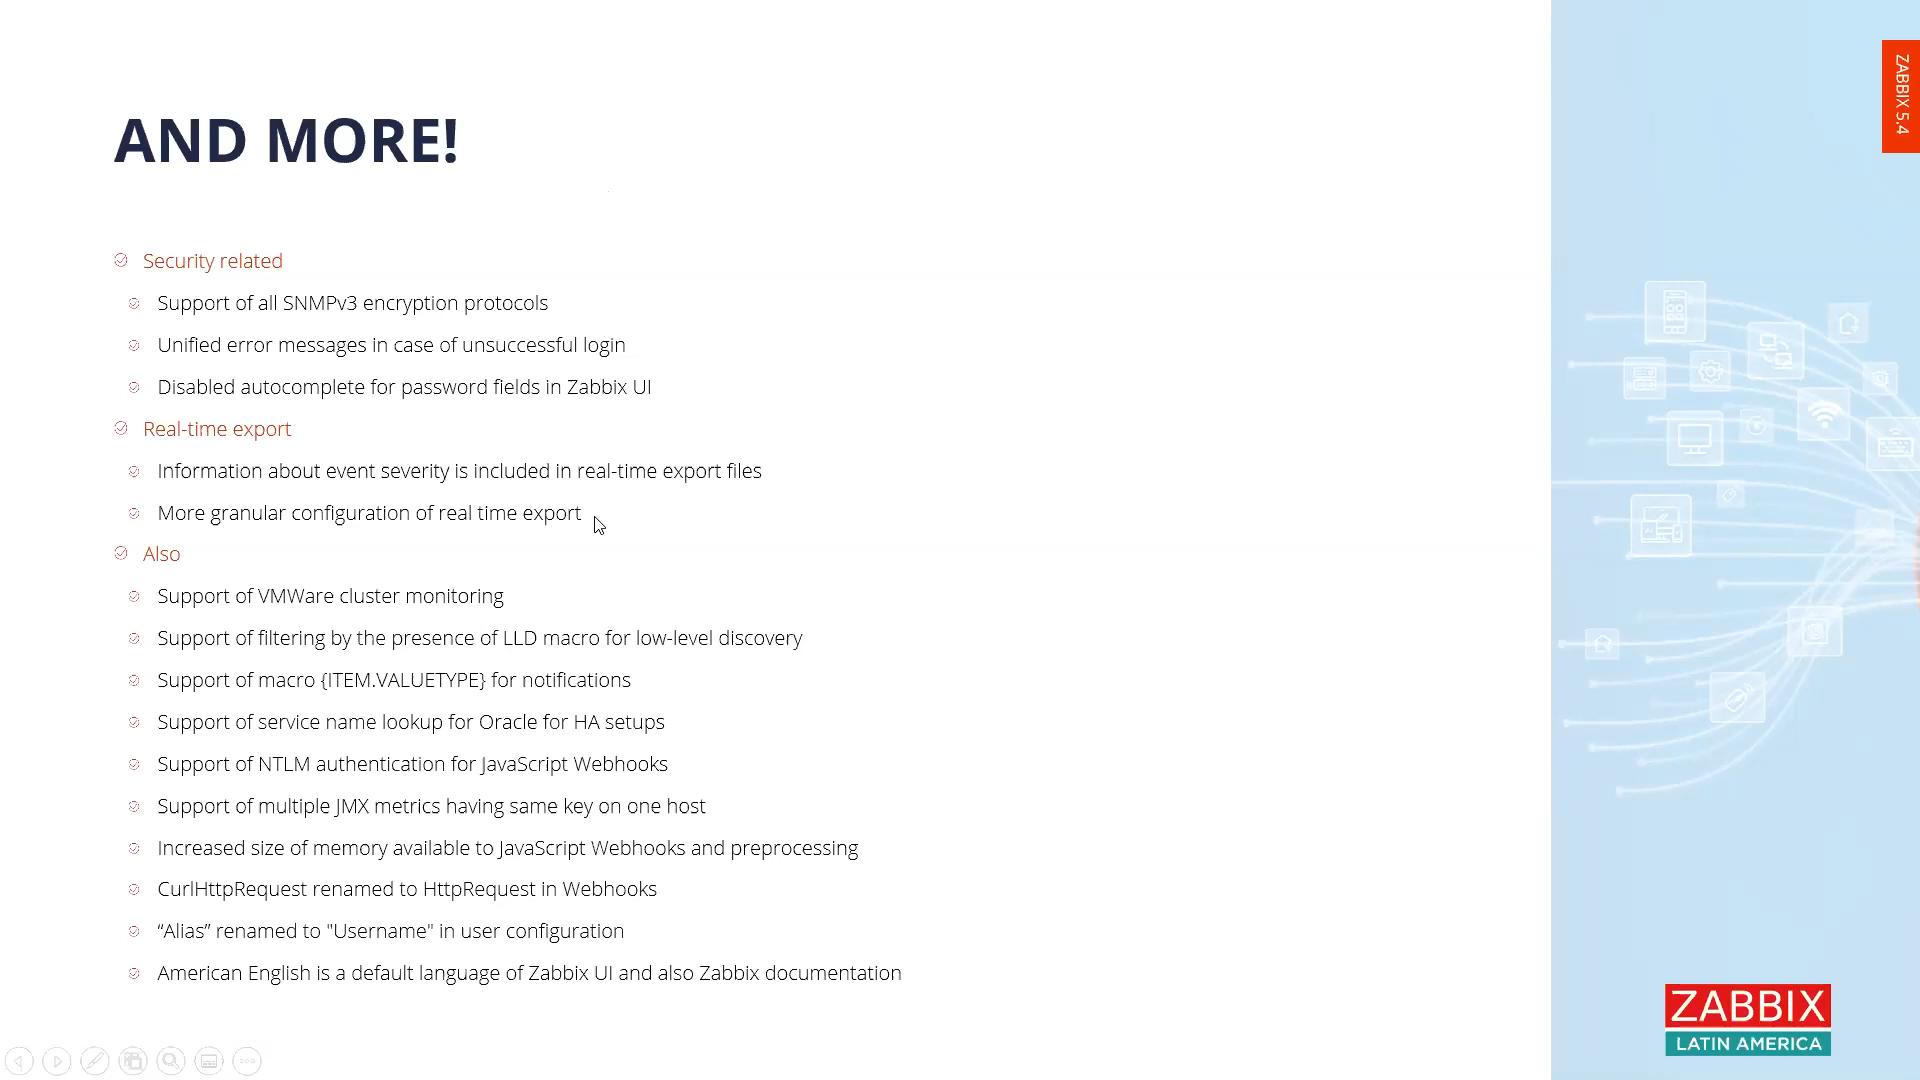 ZABBIX 5.4
AND MORE!
Security related
Support of all SNMPv3 encryption protocols
Unified error messages in case of unsuccessful login
Disabled autocomplete for password fields in Zabbix UI
Real-time export
Information about event severity is included in real-time export files
More granular configuration of real time export
Also
Support of VMWare cluster monitoring
Support of filtering by the presence of LLD macro for low-level discovery
Support of macro {ITEM.VALUETYPE} for notifications
Support of service name lookup for Oracle for HA setups
Support of NTLM authentication for JavaScript Webhooks
Support of multiple JMX metrics having same key on one host
Increased size of memory available to JavaScript Webhooks and preprocessing
CurlHttpRequest renamed to HttpRequest in Webhooks
“Alias” renamed to "Username" in user configuration
American English is a default language of Zabbix UI and also Zabbix documentation
ZABBIX
LATIN AMERICA